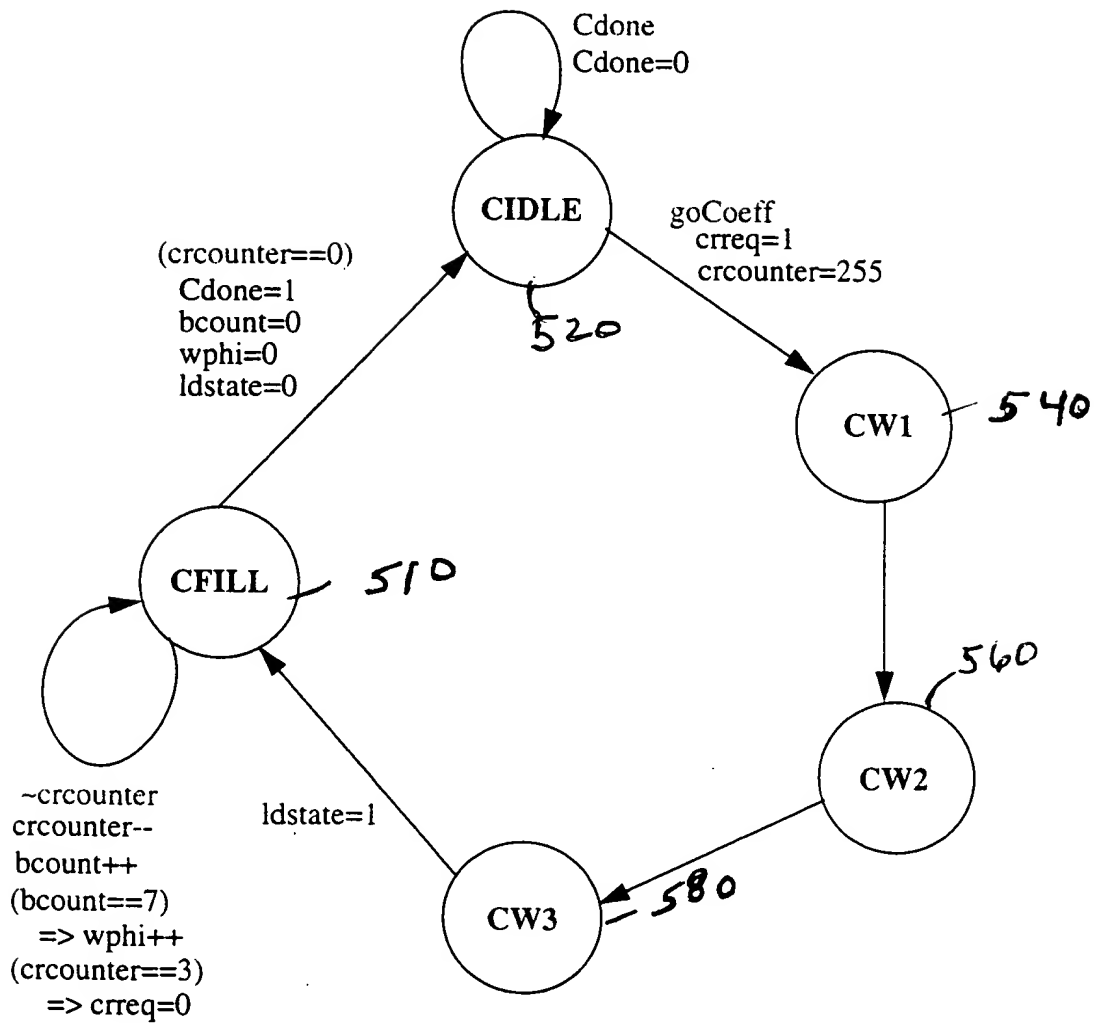 Cdone
Cdone=0
CIDLE
goCoeff
crreq=1
crcounter=255
(crcounter==0)
Cdone=1
bcount=0
wphi=0
ldstate=0
520
CW1
540
CFILL
510
560
CW2
~crcounter
crcounter--
bcount++
(bcount==7)
=> wphi++
(crcounter==3)
=> crreq=0
ldstate=1
CW3
580